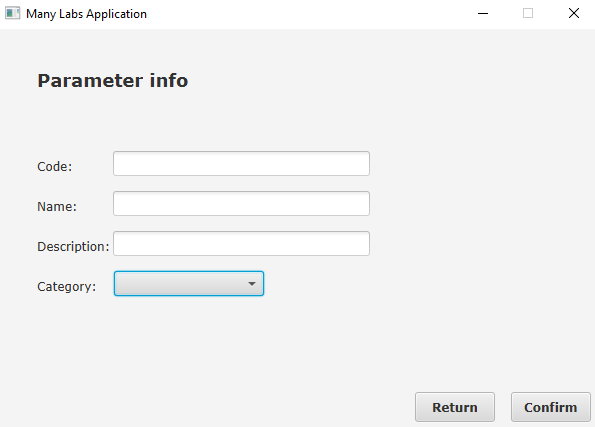 Many Labs Application
Parameter info
Code:
Name:
Description:
Category:
Return Confirm